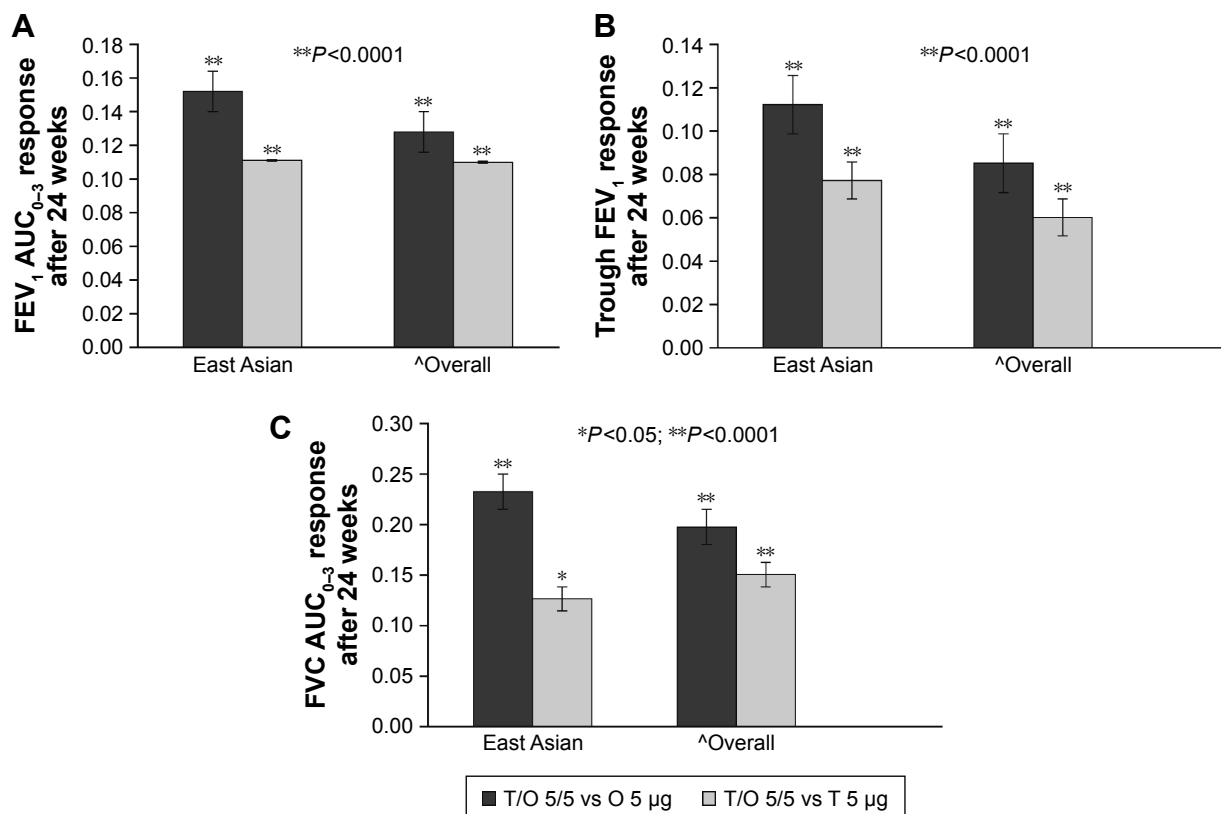 A
FEV₁ AUC₀₋₃ response
after 24 weeks
**P<0.0001
0.18
0.16
0.14
0.12
0.10
0.08
0.06
0.04
0.02
0.00
**
**
**
**
East Asian
^Overall
B
Trough FEV₁ response
after 24 weeks
**P<0.0001
0.14
0.12
0.10
0.08
0.06
0.04
0.02
0.00
**
**
**
**
East Asian
^Overall
C
FVC AUC₀₋₃ response
after 24 weeks
*P<0.05; **P<0.0001
0.30
0.25
0.20
0.15
0.10
0.05
0.00
**
*
**
**
East Asian
^Overall
T/O 5/5 vs O 5 µg
T/O 5/5 vs T 5 µg